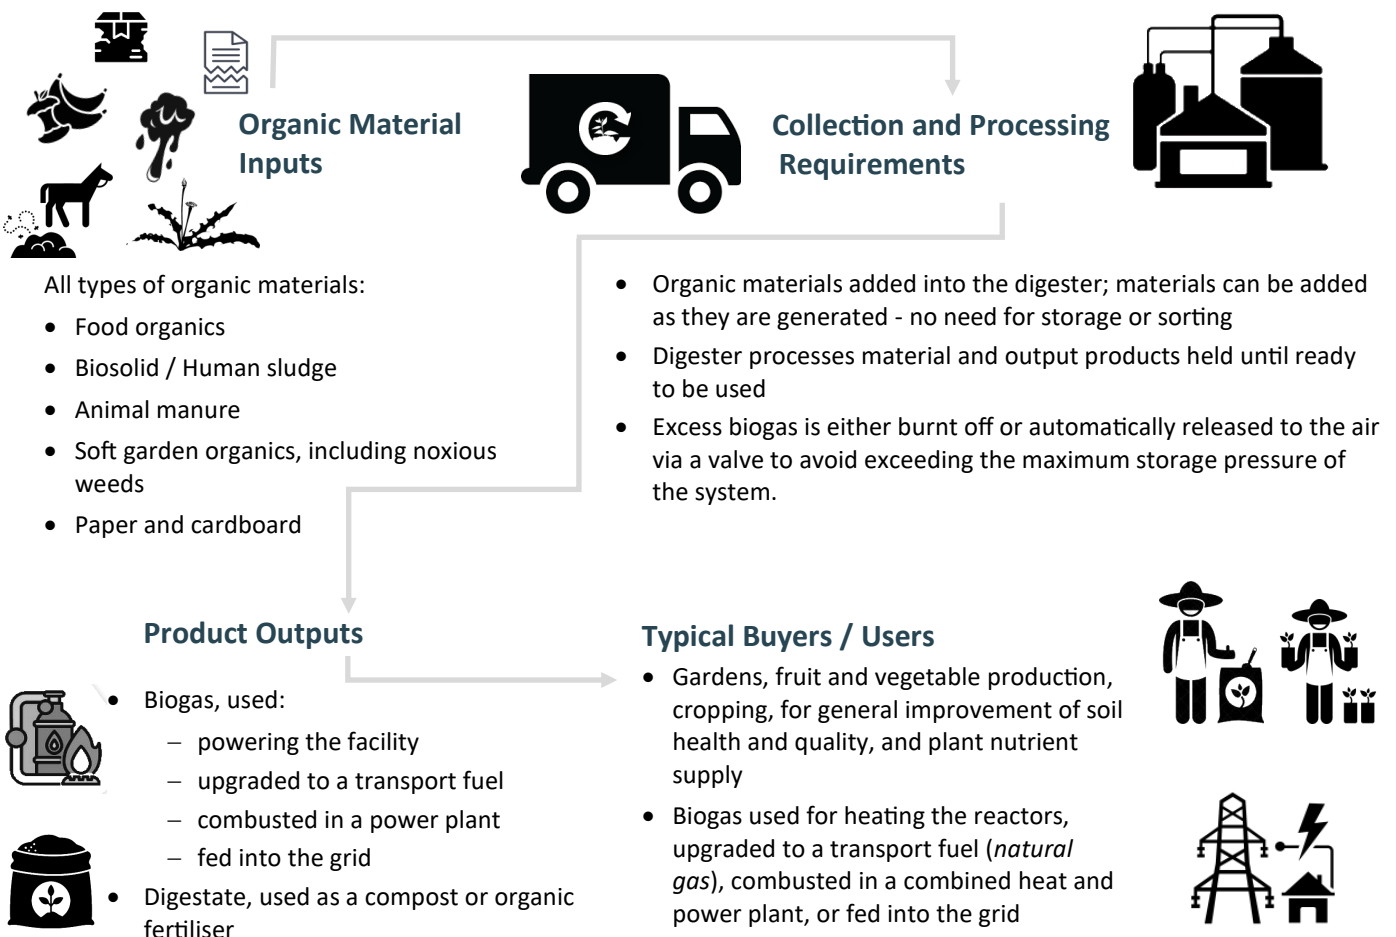 Organic Material
Inputs
Collection and Processing
Requirements
All types of organic materials:
• Food organics
• Biosolid / Human sludge
• Animal manure
• Soft garden organics, including noxious
weeds
• Paper and cardboard
• Organic materials added into the digester; materials can be added
as they are generated - no need for storage or sorting
• Digester processes material and output products held until ready
to be used
• Excess biogas is either burnt off or automatically released to the air
via a valve to avoid exceeding the maximum storage pressure of
the system.
Product Outputs
• Biogas, used:
– powering the facility
– upgraded to a transport fuel
– combusted in a power plant
– fed into the grid
• Digestate, used as a compost or organic
fertiliser
Typical Buyers / Users
• Gardens, fruit and vegetable production,
cropping, for general improvement of soil
health and quality, and plant nutrient
supply
• Biogas used for heating the reactors,
upgraded to a transport fuel (natural
gas), combusted in a combined heat and
power plant, or fed into the grid